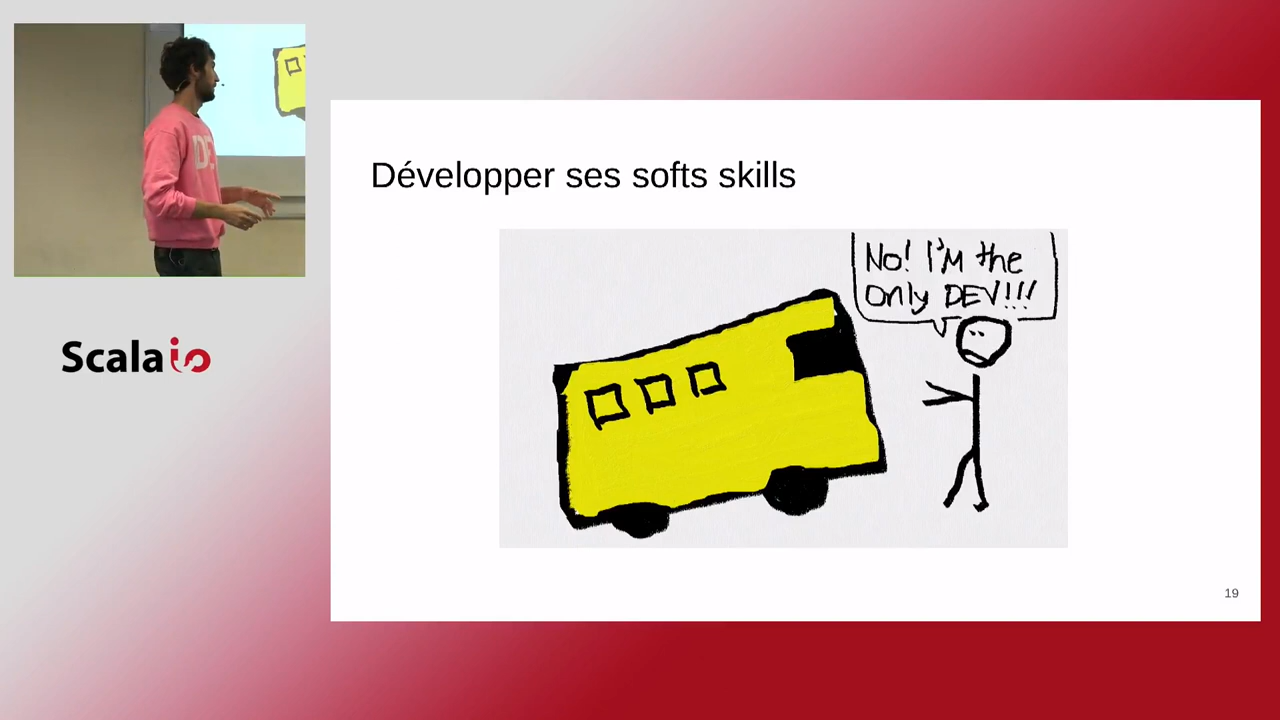 Développer ses softs skills
No! I'M the
Only DEV!!!
Scala io
19